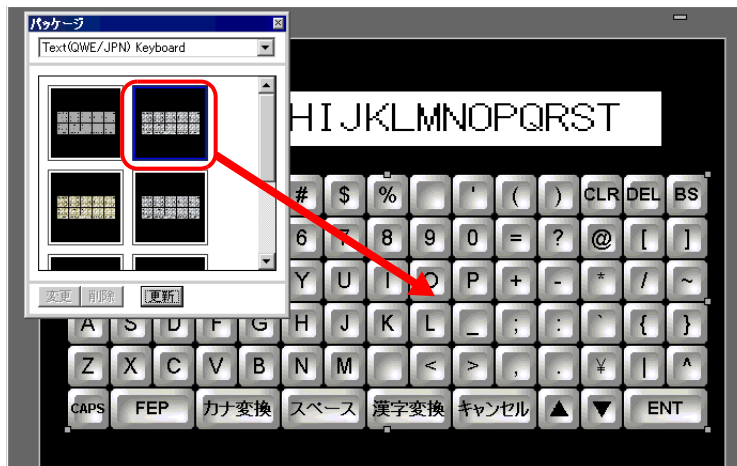 パッケージ
Text(QWE/JPN) Keyboard
変更 削除 更新
HIJKLMNOPQRST
# $ % ' ( ) CLR DEL BS
6 7 8 9 0 = ? @ [ ]
Y U I O P + - * / ~
A S D F G H J K L _ ; : ` { }
Z X C V B N M < > , . ¥ | ^
CAPS FEP カナ変換 スペース 漢字変換 キャンセル ▲ ▼ ENT